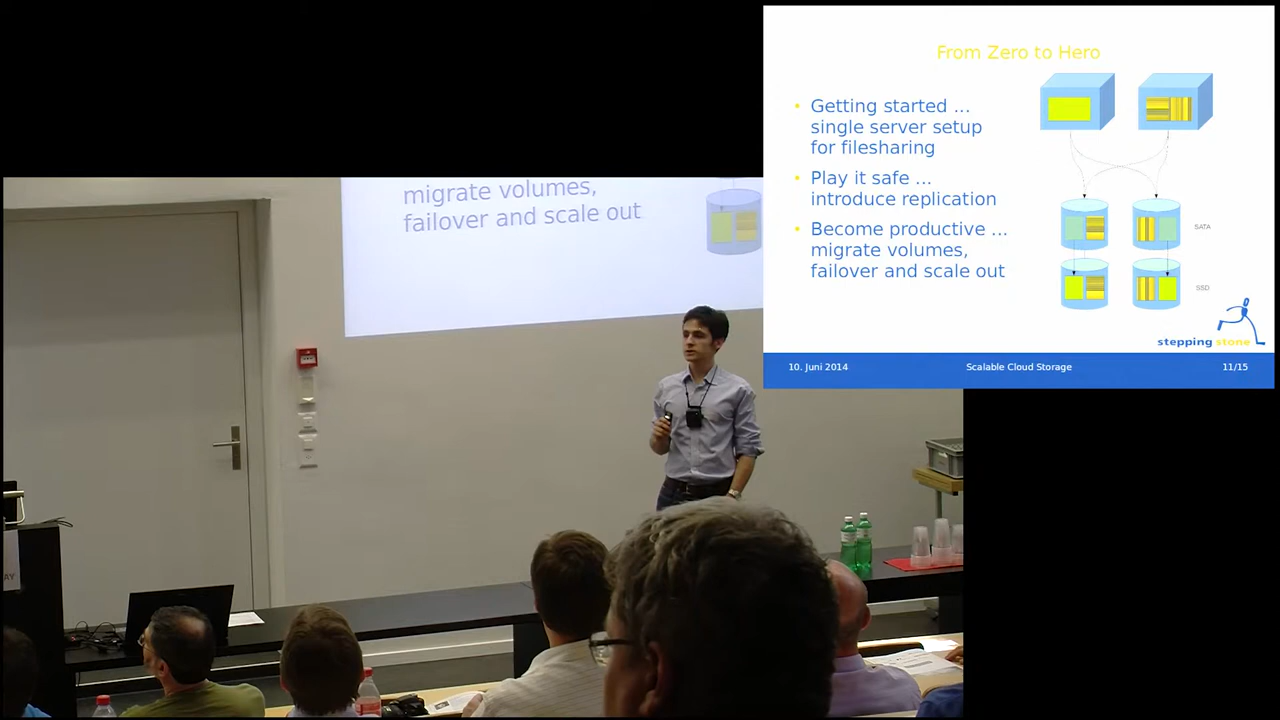 From Zero to Hero
Getting started ...
single server setup
for filesharing
Play it safe ...
introduce replication
Become productive ...
migrate volumes,
failover and scale out
SATA
SSD
stepping stone
10. Juni 2014
Scalable Cloud Storage
11/15
migrate volumes,
failover and scale out
AY